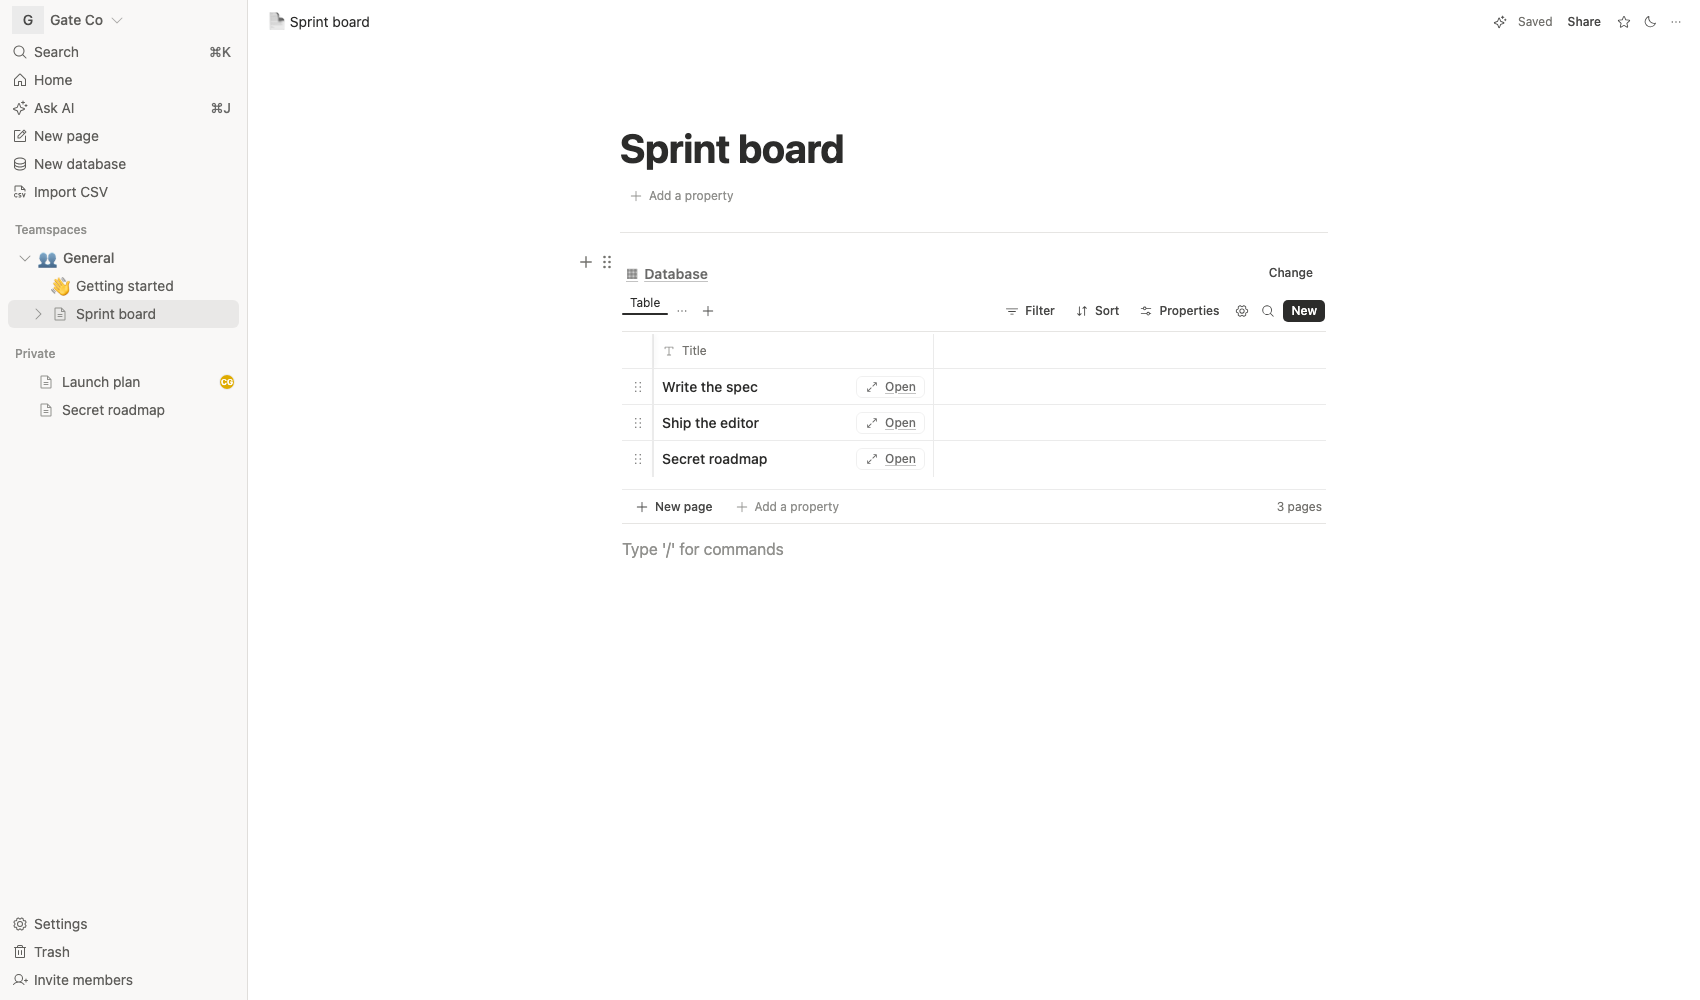 G Gate Co
Search ⌘K
Home
Ask AI ⌘J
New page
New database
Import CSV
Teamspaces
General
Getting started
Sprint board
Private
Launch plan CG
Secret roadmap
Settings
Trash
Invite members
Sprint board
Saved Share
Sprint board
Add a property
Database
Change
Table
Filter Sort Properties New
Title
Write the spec Open
Ship the editor Open
Secret roadmap Open
New page Add a property 3 pages
Type '/' for commands